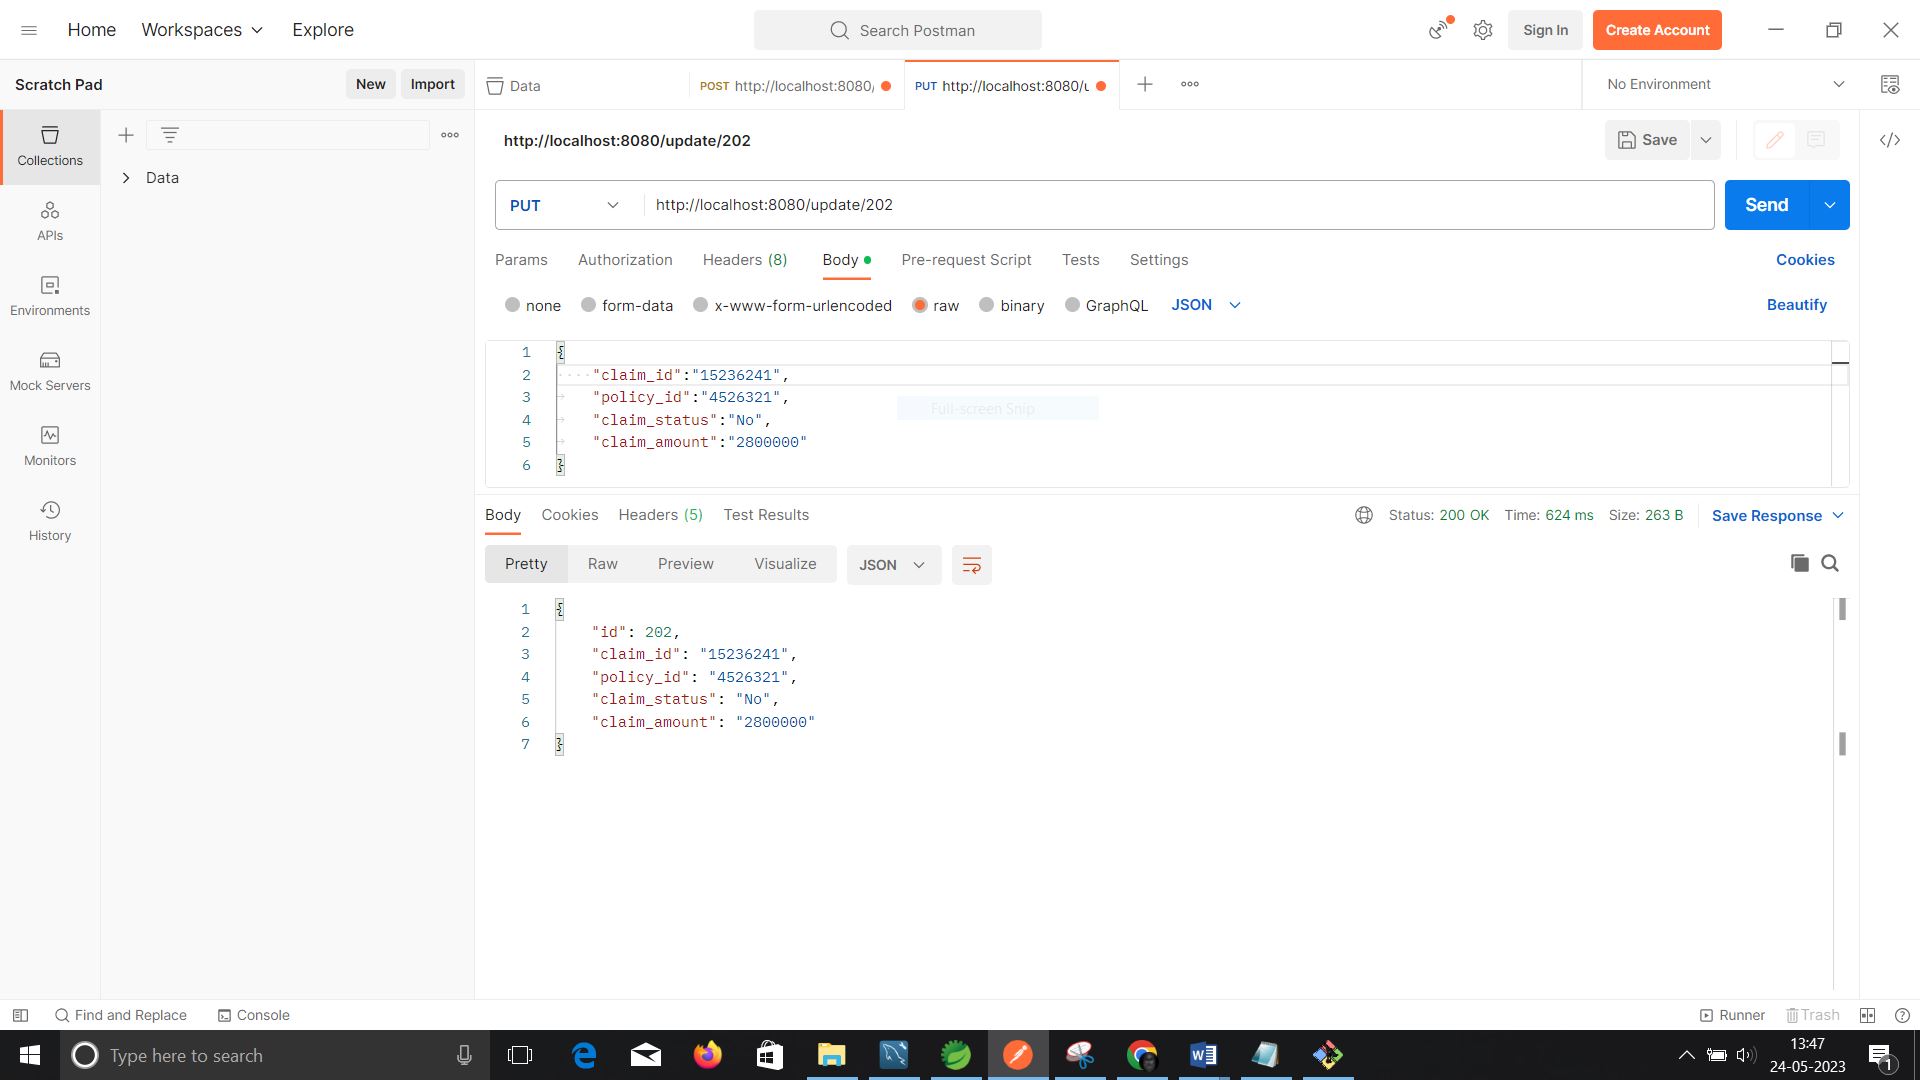 Home Workspaces Explore Search Postman Sign In Create Account
Scratch Pad New Import Data POST http://localhost:8080/ PUT http://localhost:8080/u No Environment
Collections
Data
APIs
Environments
Mock Servers
Monitors
History
http://localhost:8080/update/202 Save </>
PUT http://localhost:8080/update/202 Send
Params Authorization Headers (8) Body Pre-request Script Tests Settings Cookies
none form-data x-www-form-urlencoded raw binary GraphQL JSON Beautify
1 {
2 "claim_id":"15236241",
3 "policy_id":"4526321",
Full-screen Snip
4 "claim_status":"No",
5 "claim_amount":"2800000"
6 }
Body Cookies Headers (5) Test Results Status: 200 OK Time: 624 ms Size: 263 B Save Response
Pretty Raw Preview Visualize JSON
1 {
2 "id": 202,
3 "claim_id": "15236241",
4 "policy_id": "4526321",
5 "claim_status": "No",
6 "claim_amount": "2800000"
7 }
Find and Replace Console Runner Trash
Type here to search 13:47
24-05-2023 1